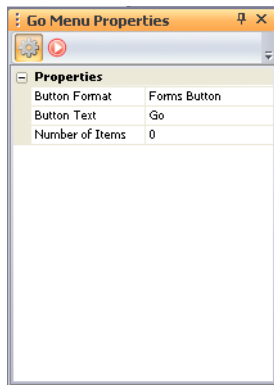 Go Menu Properties
Properties
Button Format Forms Button
Button Text Go
Number of Items 0